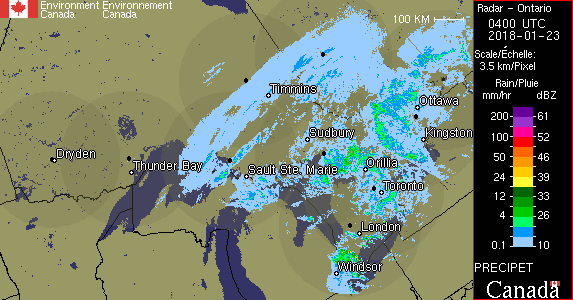 Environment Environnement
Canada Canada
100 KM
Radar - Ontario
0400 UTC
2018-01-23
Scale/Échelle:
3.5 km/Pixel
Rain/Pluie
mm/hr dBZ
200 61
100 52
50 46
24 39
12 33
4 26
1 18
0.1 10
PRECIPET
Canada
Timmins
Ottawa
Kingston
Sudbury
Dryden
Thunder Bay
Sault Ste. Marie
Orillia
Toronto
London
Windsor